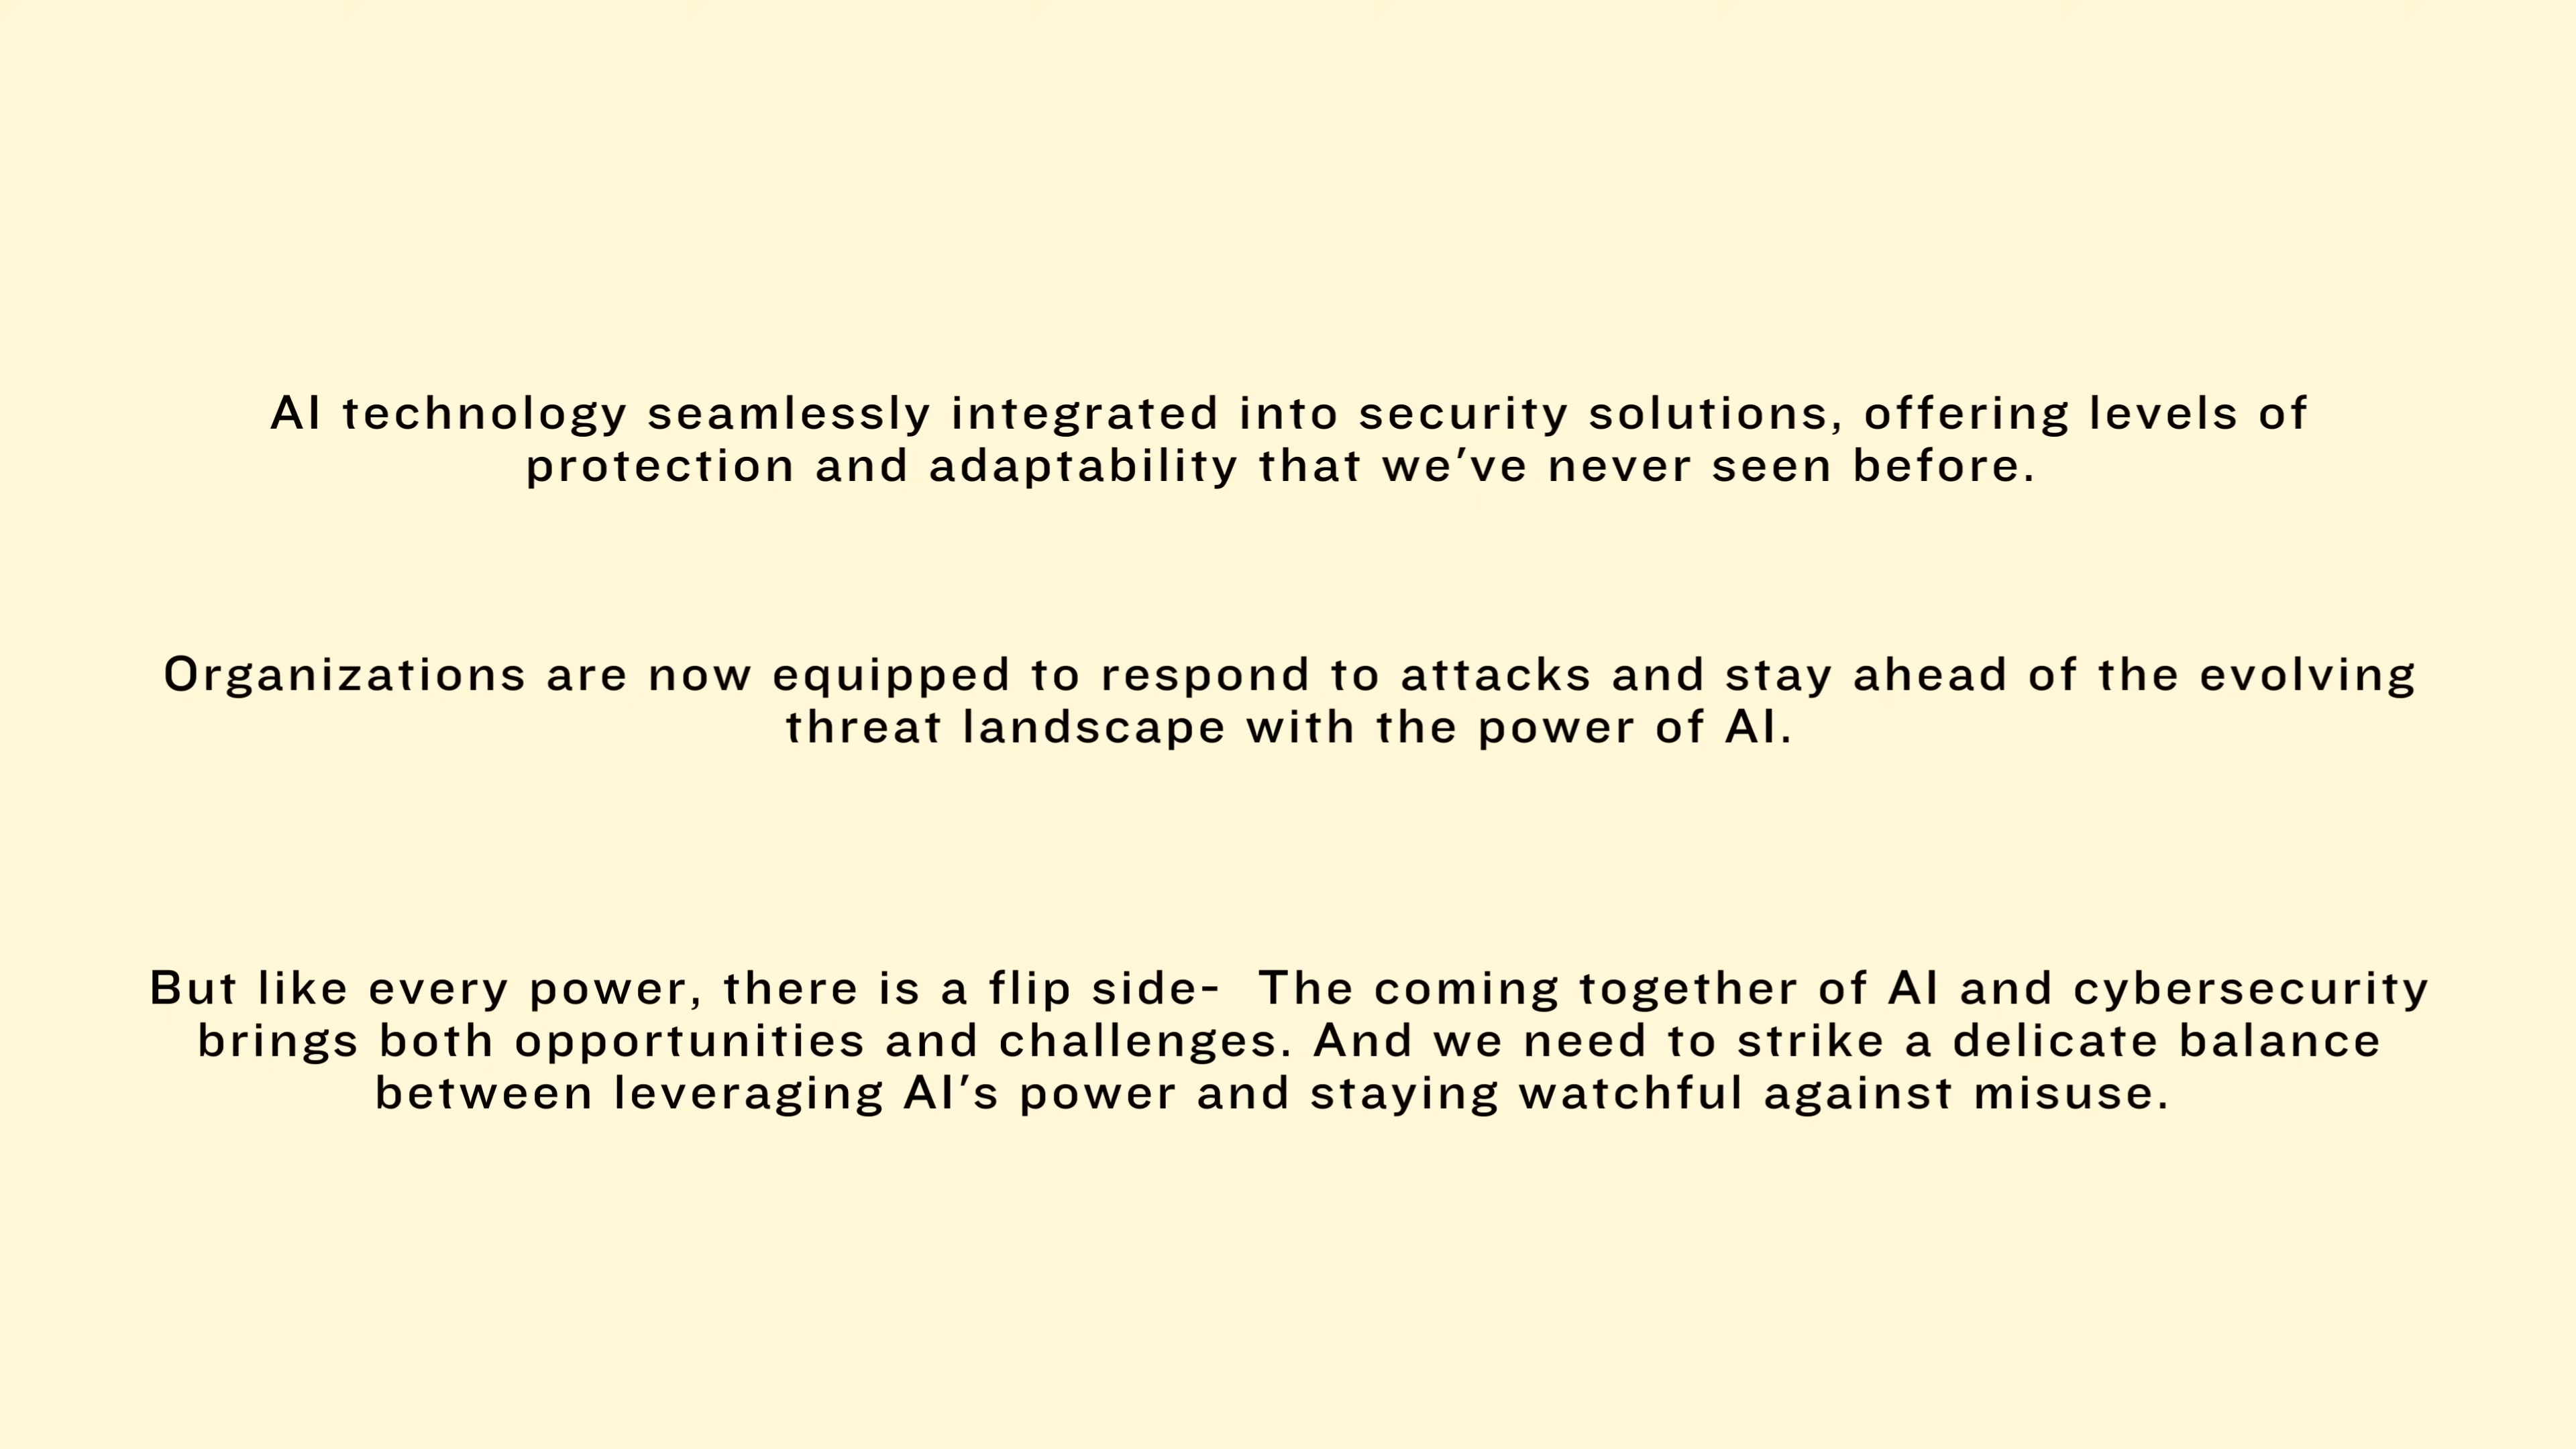 AI technology seamlessly integrated into security solutions, offering levels of
protection and adaptability that we’ve never seen before.
Organizations are now equipped to respond to attacks and stay ahead of the evolving
threat landscape with the power of AI.
But like every power, there is a flip side-  The coming together of AI and cybersecurity
brings both opportunities and challenges. And we need to strike a delicate balance
between leveraging AI’s power and staying watchful against misuse.